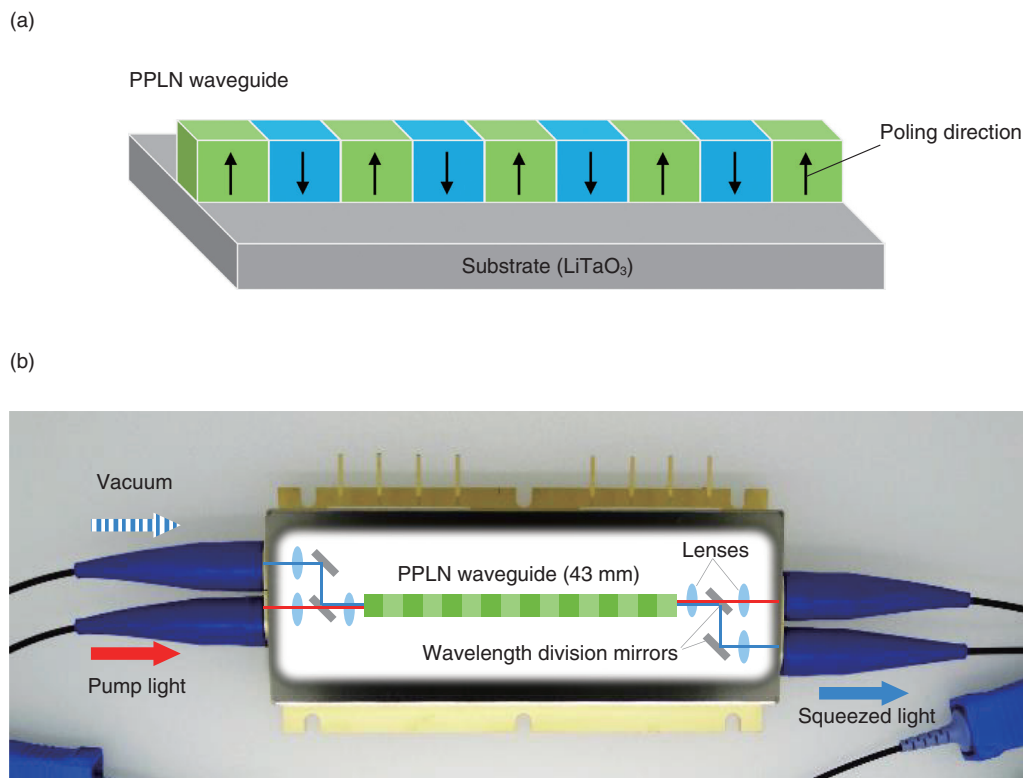 (a)
PPLN waveguide
Poling direction
Substrate (LiTaO₃)
(b)
Vacuum
Lenses
PPLN waveguide (43 mm)
Wavelength division mirrors
Pump light
Squeezed light